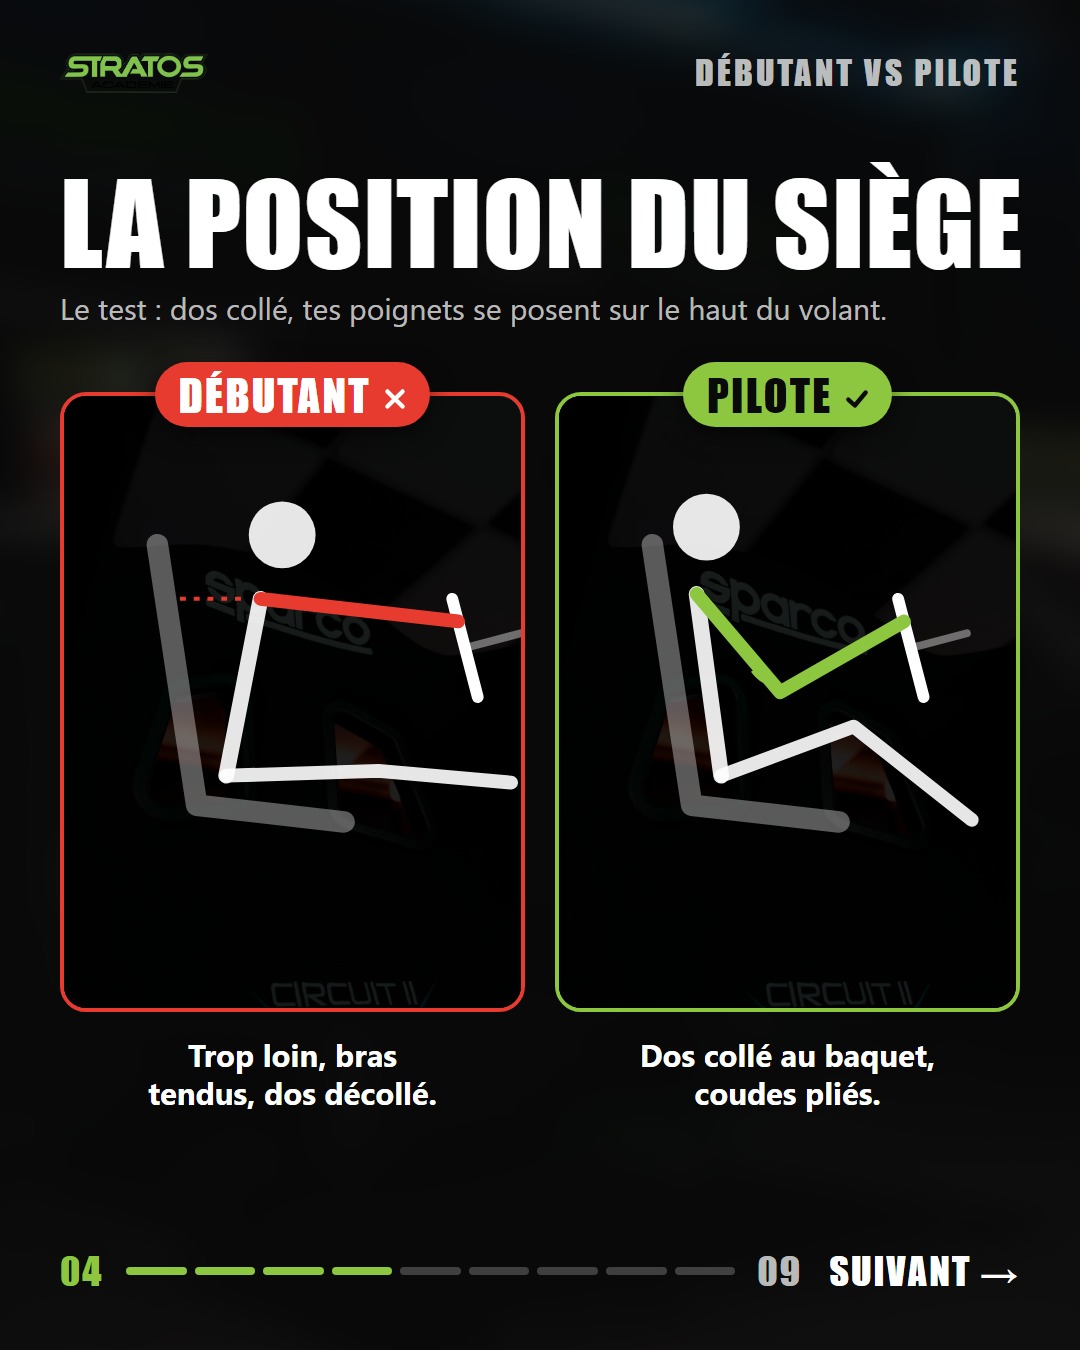 STRATOS
ACADEMIE
DÉBUTANT VS PILOTE
LA POSITION DU SIÈGE
Le test : dos collé, tes poignets se posent sur le haut du volant.
DÉBUTANT ×
PILOTE ✓
sparco
sparco
CIRCUIT
CIRCUIT
Trop loin, bras
tendus, dos décollé.
Dos collé au baquet,
coudes pliés.
04
09
SUIVANT →